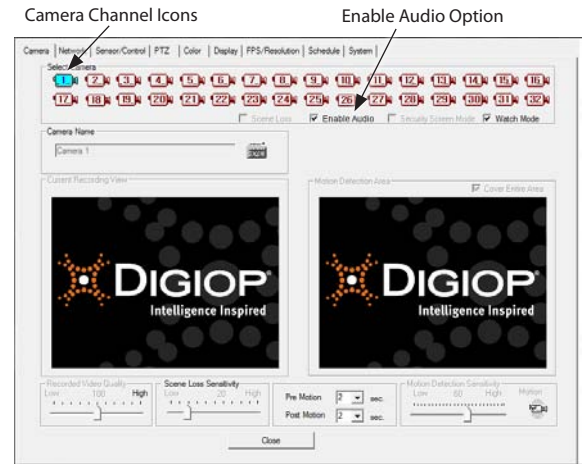 Camera Channel Icons
Enable Audio Option
Camera Network Sensor/Control PTZ Color Display FPS/Resolution Schedule System
Select Camera
1 2 3 4 5 6 7 8 9 10 11 12 13 14 15 16
17 18 19 20 21 22 23 24 25 26 27 28 29 30 31 32
Scene Loss Enable Audio Security Screen Mode Watch Mode
Camera Name
Camera 1
Current Recording View
Motion Detection Area
Cover Entire Area
DIGIOP
Intelligence Inspired
DIGIOP
Intelligence Inspired
Recorded Video Quality
Low 100 High
Scene Loss Sensitivity
Low 20 High
Pre Motion 2 sec.
Post Motion 2 sec.
Motion Detection Sensitivity
Low 60 High
Motion
Close